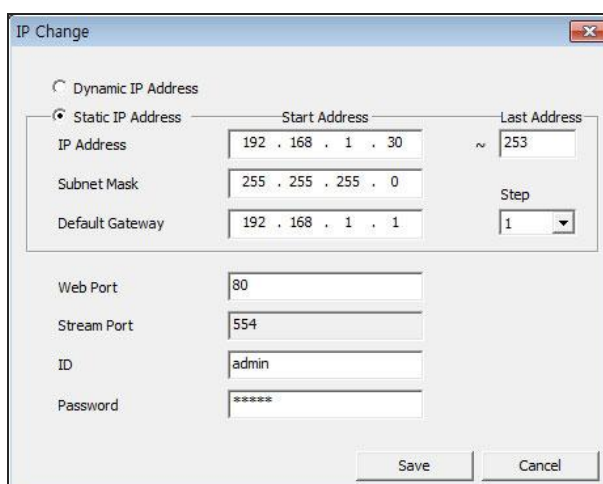 IP Change
Dynamic IP Address
Static IP Address Start Address Last Address
IP Address 192 . 168 . 1 . 30 ~ 253
Subnet Mask 255 . 255 . 255 . 0
Step
Default Gateway 192 . 168 . 1 . 1 1
Web Port 80
Stream Port 554
ID admin
Password *****
Save Cancel